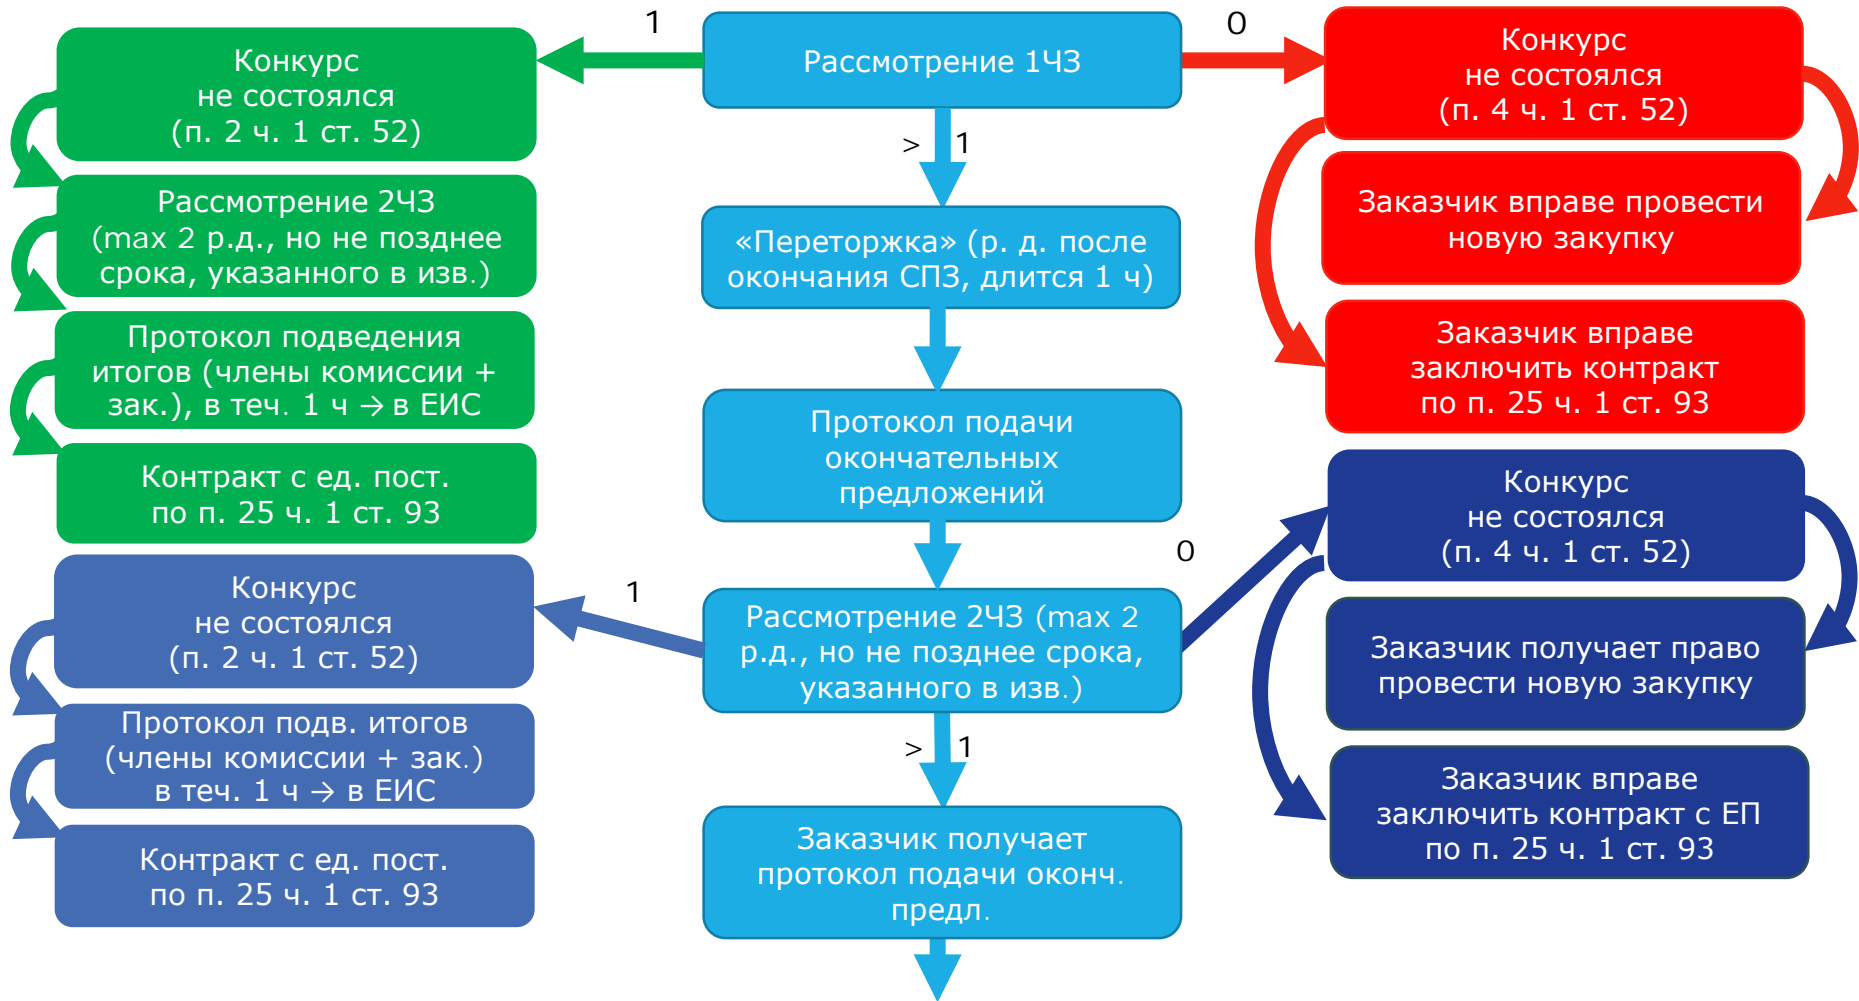 1
Рассмотрение 1ЧЗ
0
Конкурс
не состоялся
(п. 2 ч. 1 ст. 52)
Рассмотрение 2ЧЗ
(max 2 р.д., но не позднее
срока, указанного в изв.)
Протокол подведения
итогов (члены комиссии +
зак.), в теч. 1 ч → в ЕИС
Контракт с ед. пост.
по п. 25 ч. 1 ст. 93
Конкурс
не состоялся
(п. 4 ч. 1 ст. 52)
Заказчик вправе провести
новую закупку
Заказчик вправе
заключить контракт
по п. 25 ч. 1 ст. 93
> 1
«Переторжка» (р. д. после
окончания СПЗ, длится 1 ч)
Протокол подачи
окончательных
предложений
Рассмотрение 2ЧЗ (max 2
р.д., но не позднее срока,
указанного в изв.)
1
Конкурс
не состоялся
(п. 2 ч. 1 ст. 52)
Протокол подв. итогов
(члены комиссии + зак.)
в теч. 1 ч → в ЕИС
Контракт с ед. пост.
по п. 25 ч. 1 ст. 93
0
Конкурс
не состоялся
(п. 4 ч. 1 ст. 52)
Заказчик получает право
провести новую закупку
Заказчик вправе
заключить контракт с ЕП
по п. 25 ч. 1 ст. 93
> 1
Заказчик получает
протокол подачи оконч.
предл.